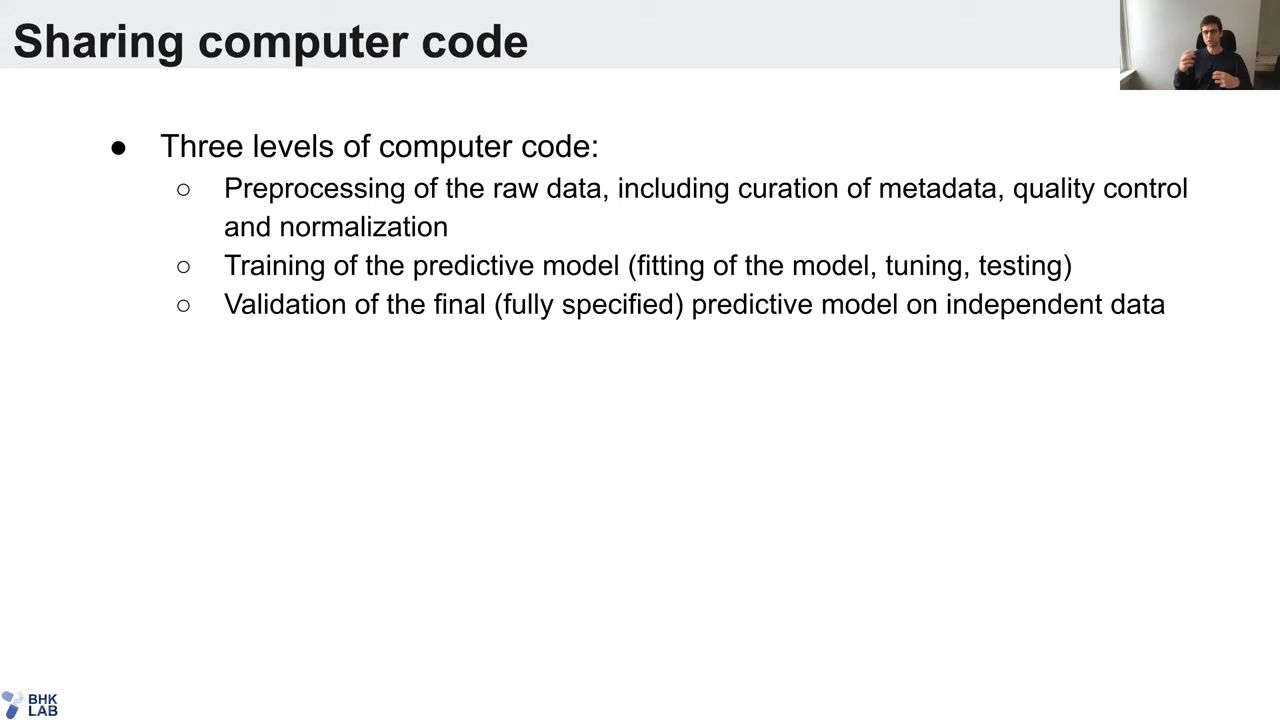 Sharing computer code
● Three levels of computer code:
○ Preprocessing of the raw data, including curation of metadata, quality control
and normalization
○ Training of the predictive model (fitting of the model, tuning, testing)
○ Validation of the final (fully specified) predictive model on independent data
BHK
LAB